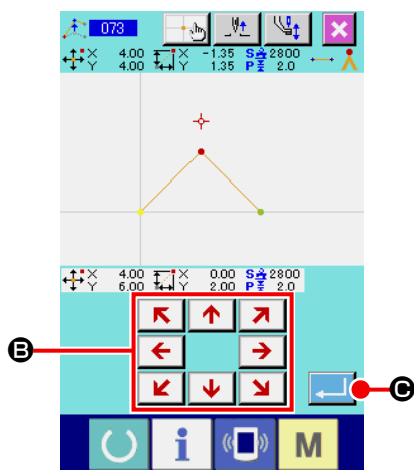 073
X 4.00 X -1.35 S 2800
Y 4.00 Y 1.35 P 2.0
X 4.00 X 0.00 S 2800
Y 6.00 Y 2.00 P 2.0
B
C
i M